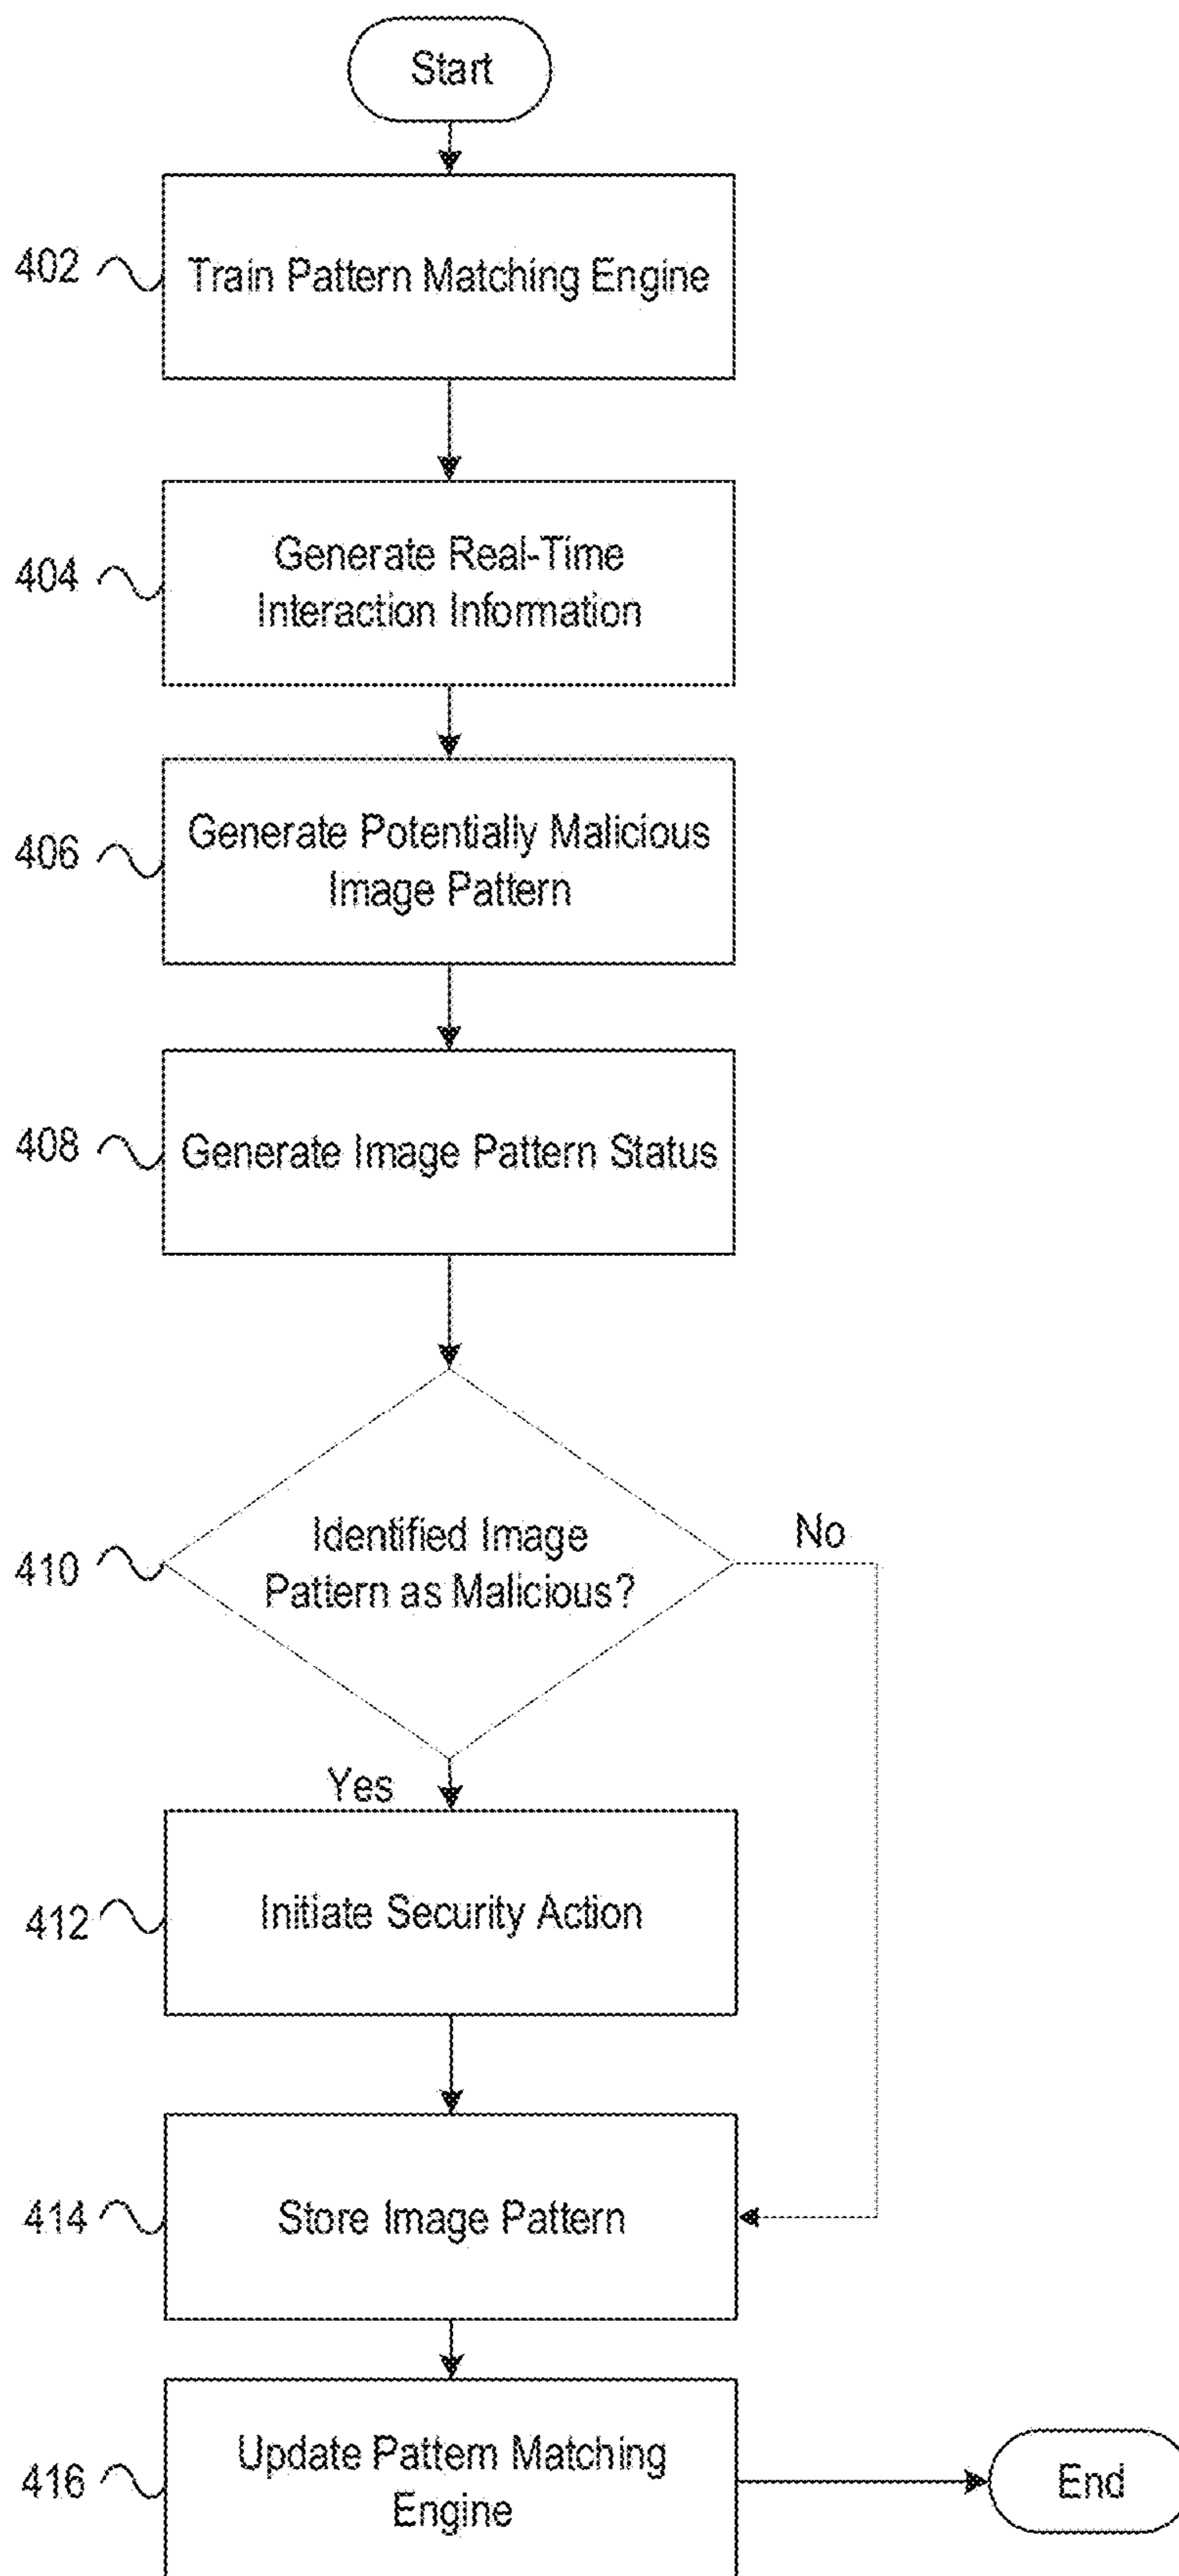 Start
402
Train Pattern Matching Engine
404
Generate Real-Time
Interaction Information
406
Generate Potentially Malicious
Image Pattern
408
Generate Image Pattern Status
410
Identified Image
Pattern as Malicious?
No
Yes
412
Initiate Security Action
414
Store Image Pattern
416
Update Pattern Matching
Engine
End